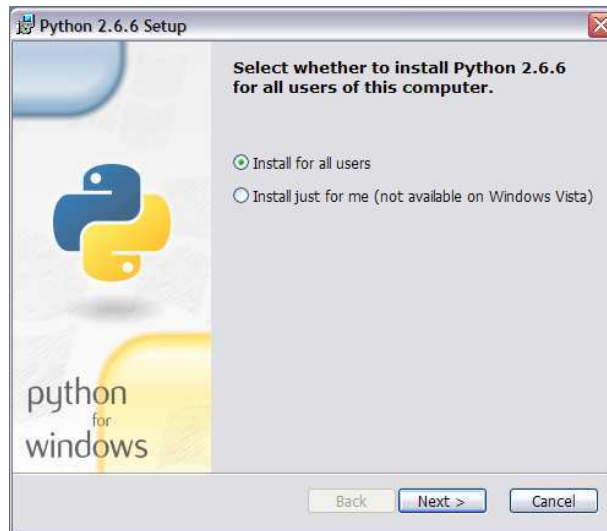 Python 2.6.6 Setup
Select whether to install Python 2.6.6
for all users of this computer.
Install for all users
Install just for me (not available on Windows Vista)
python
for
windows
Back
Next >
Cancel